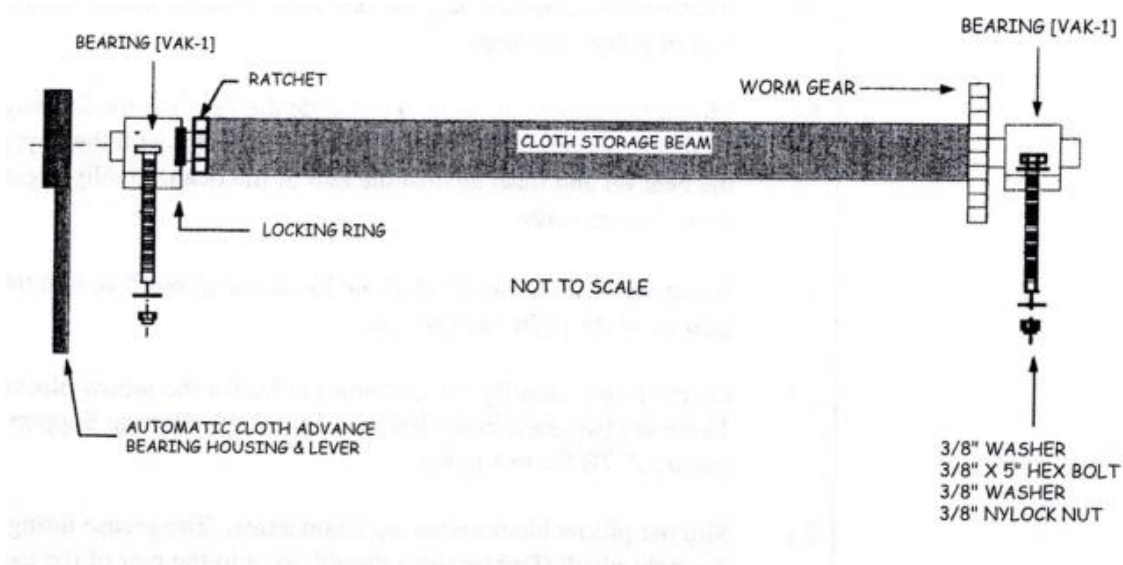 BEARING [VAK-1]
BEARING [VAK-1]
RATCHET
WORM GEAR
CLOTH STORAGE BEAM
LOCKING RING
NOT TO SCALE
AUTOMATIC CLOTH ADVANCE
BEARING HOUSING & LEVER
3/8" WASHER
3/8" X 5" HEX BOLT
3/8" WASHER
3/8" NYLOCK NUT